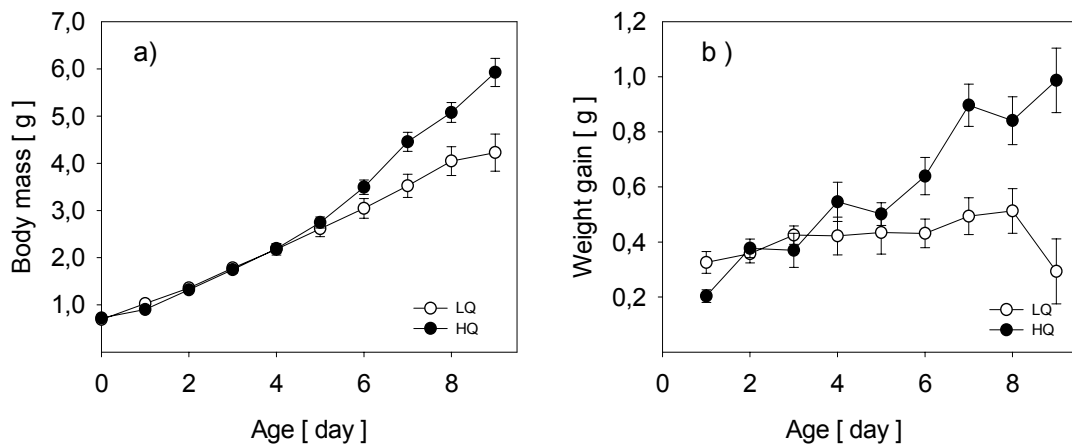 a)
Body mass [ g ]
7,0
6,0
5,0
4,0
3,0
2,0
1,0
LQ
HQ
0 2 4 6 8
Age [ day ]
b )
Weight gain [ g ]
1,2
1,0
0,8
0,6
0,4
0,2
LQ
HQ
0 2 4 6 8
Age [ day ]